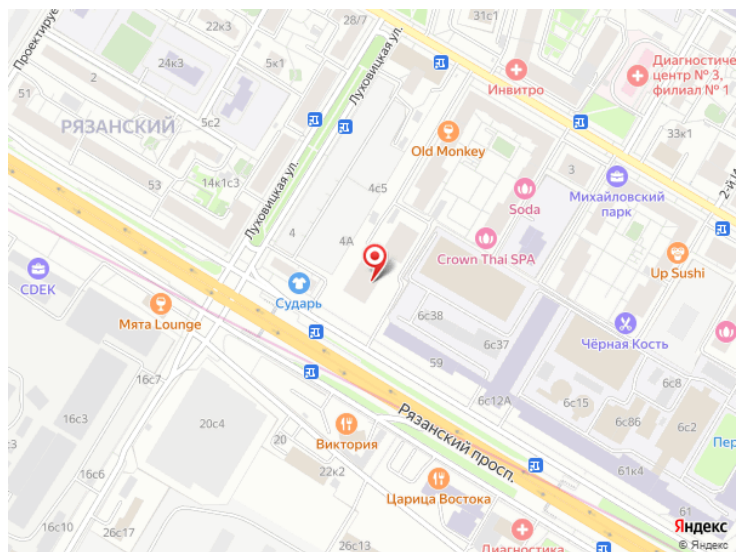 28/7
22к3
31с1
Проектируе
24к3
5к1
Луховицкая ул.
Инвитро
Диагностиче
центр № 3,
филиал № 1
2
51
5с2
РЯЗАНСКИЙ
Old Monkey
33к1
3
53
14к1с3
Луховицкая ул.
4с5
Soda
Михайловский
парк
2-й И
4
4А
Crown Thai SPA
Up Sushi
CDEK
Сударь
Мята Lounge
6с38
6с37
Чёрная Кость
59
16с7
6с12А
6с15
6с8
16с3
20с4
Рязанский просп.
6с86
6с2
20
Виктория
Пер
16с6
22к2
61к4
Царица Востока
61
16с10
26с17
26с13
Диагностика
Яндекс
© Яндекс